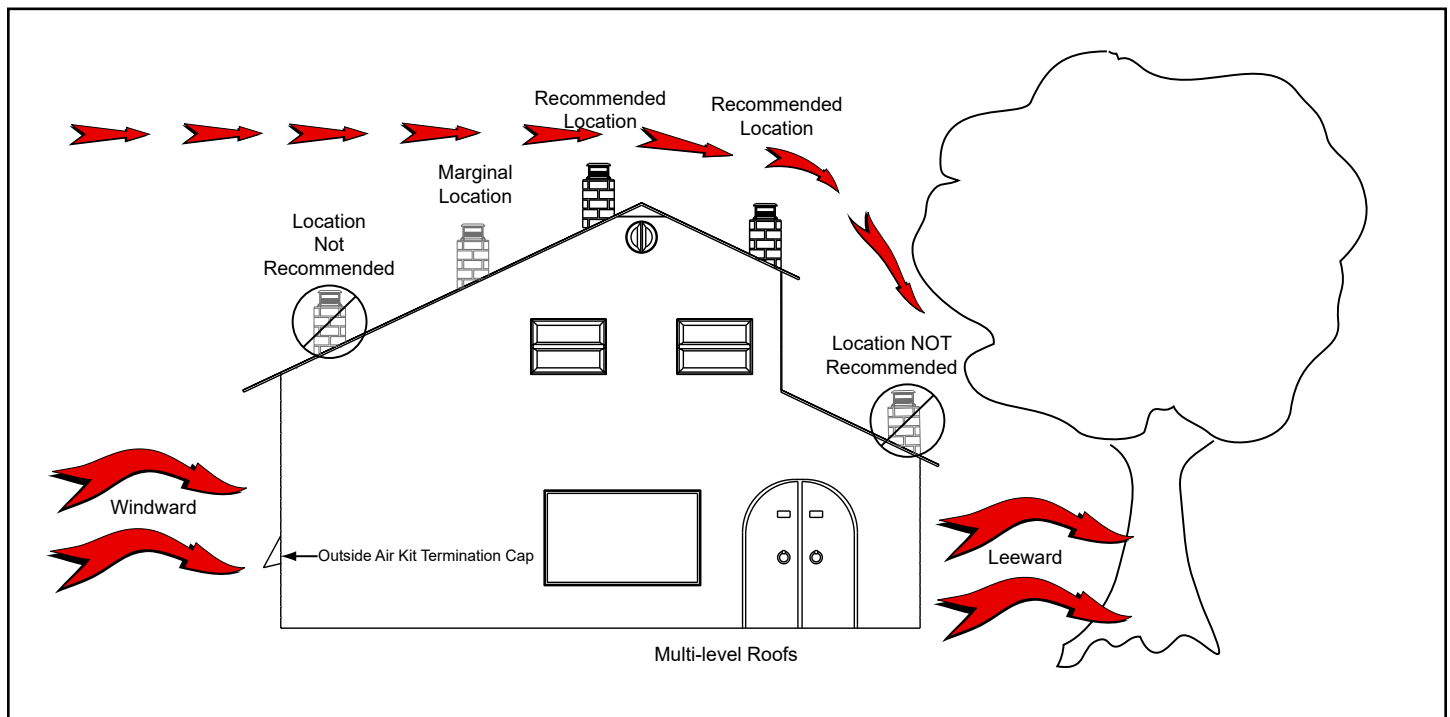 Recommended
Location
Recommended
Location
Marginal
Location
Location
Not
Recommended
Location NOT
Recommended
Windward
Outside Air Kit Termination Cap
Leeward
Multi-level Roofs